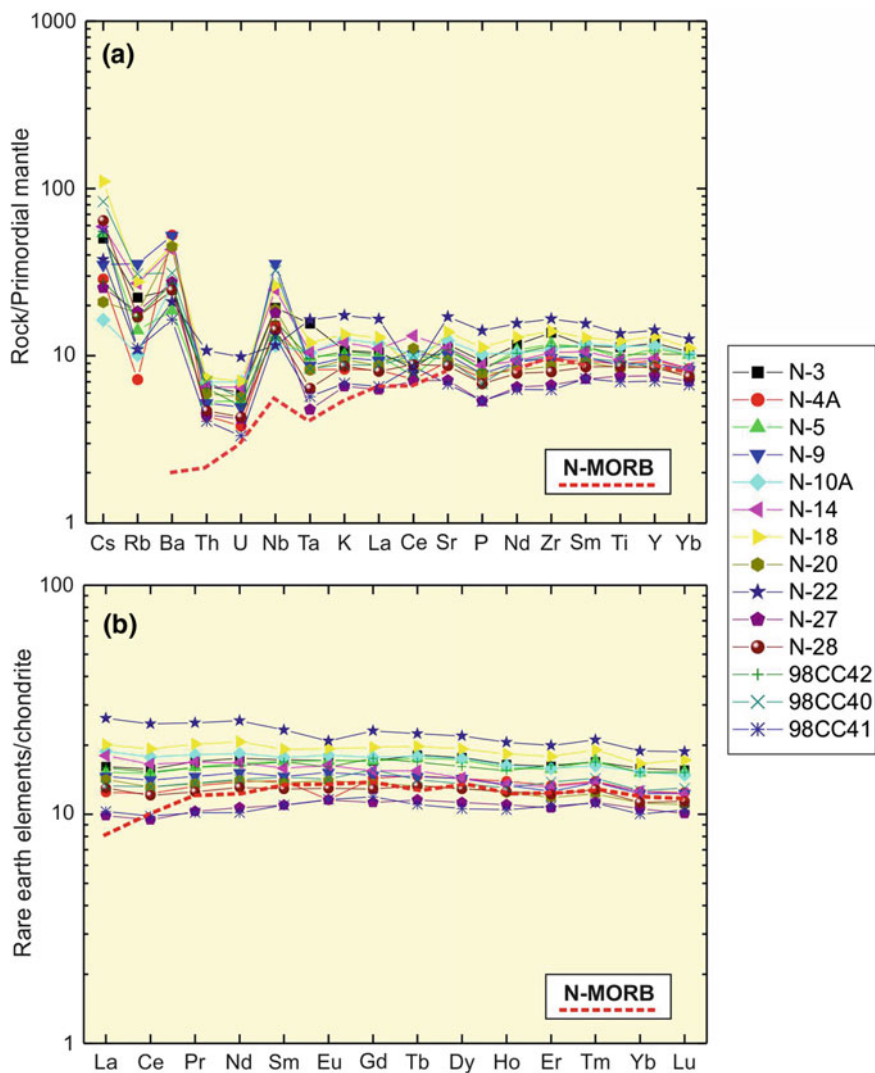 (a)
Rock/Primordial mantle
1000
100
10
1
N-MORB
Cs Rb Ba Th U Nb Ta K La Ce Sr P Nd Zr Sm Ti Y Yb
(b)
Rare earth elements/chondrite
100
10
1
N-MORB
La Ce Pr Nd Sm Eu Gd Tb Dy Ho Er Tm Yb Lu
N-3
N-4A
N-5
N-9
N-10A
N-14
N-18
N-20
N-22
N-27
N-28
98CC42
98CC40
98CC41